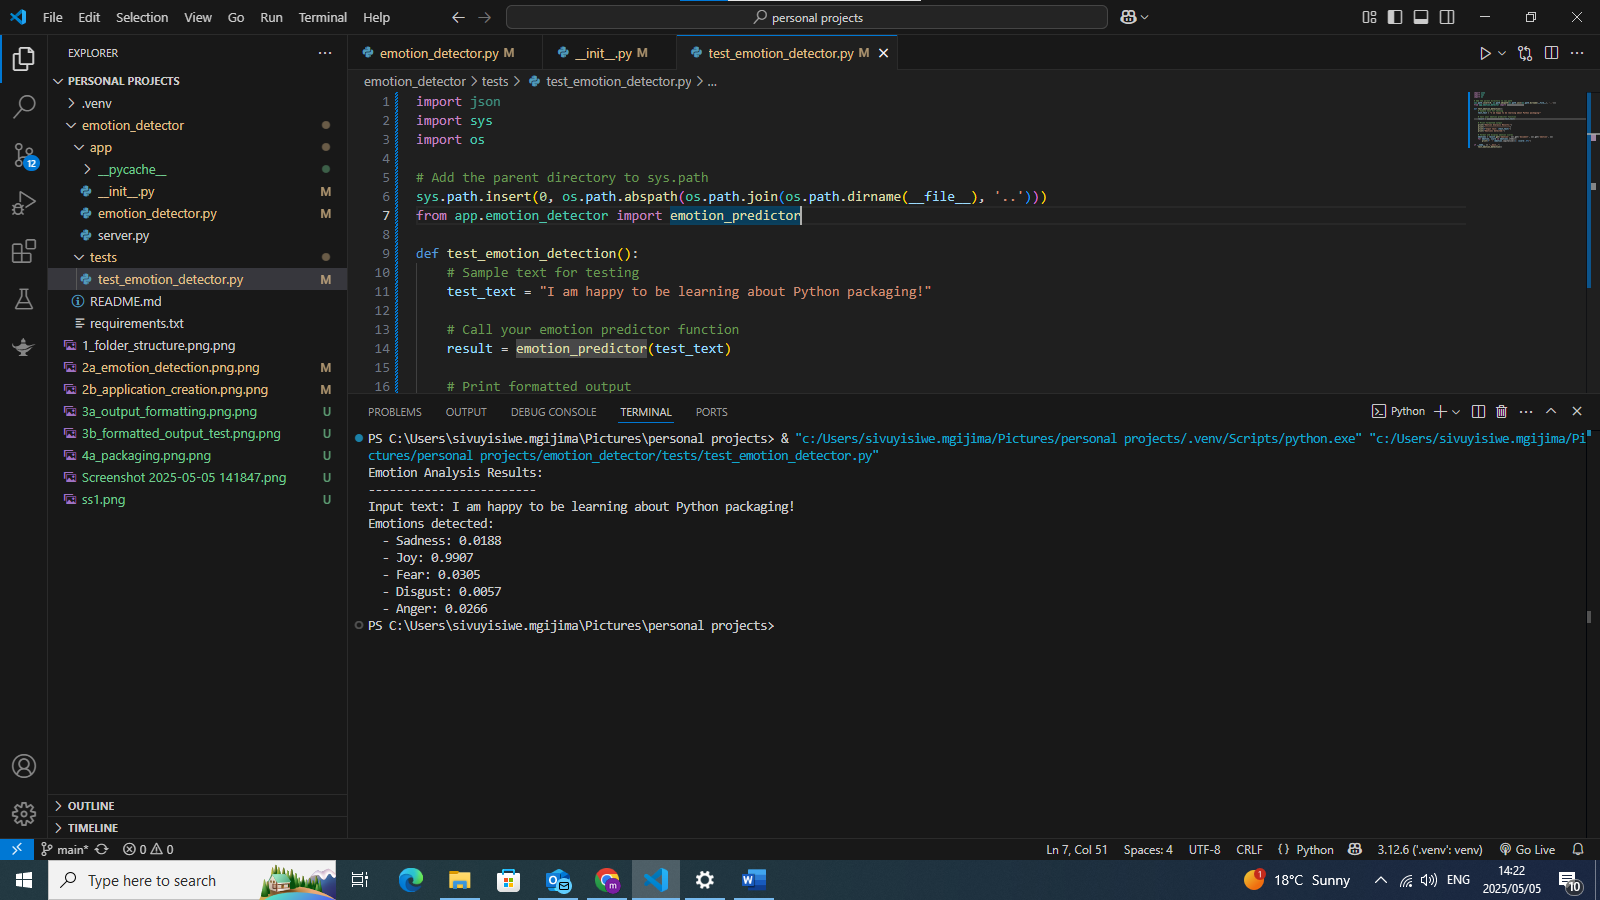 File Edit Selection View Go Run Terminal Help
personal projects
EXPLORER
PERSONAL PROJECTS
.venv
emotion_detector
app
__pycache__
__init__.py M
emotion_detector.py M
server.py
tests
test_emotion_detector.py M
README.md
requirements.txt
1_folder_structure.png.png
2a_emotion_detection.png.png M
2b_application_creation.png.png M
3a_output_formatting.png.png U
3b_formatted_output_test.png.png U
4a_packaging.png.png U
Screenshot 2025-05-05 141847.png U
ss1.png U
OUTLINE
TIMELINE
12
emotion_detector.py M
__init__.py M
test_emotion_detector.py M
emotion_detector > tests > test_emotion_detector.py > ...
1 import json
2 import sys
3 import os
4
5 # Add the parent directory to sys.path
6 sys.path.insert(0, os.path.abspath(os.path.join(os.path.dirname(__file__), '..')))
7 from app.emotion_detector import emotion_predictor
8
9 def test_emotion_detection():
10 # Sample text for testing
11 test_text = "I am happy to be learning about Python packaging!"
12
13 # Call your emotion predictor function
14 result = emotion_predictor(test_text)
15
16 # Print formatted output
PROBLEMS OUTPUT DEBUG CONSOLE TERMINAL PORTS
Python
PS C:\Users\sivuyisiwe.mgijima\Pictures\personal projects> & "c:/Users/sivuyisiwe.mgijima/Pictures/personal projects/.venv/Scripts/python.exe" "c:/Users/sivuyisiwe.mgijima/Pi
ctures/personal projects/emotion_detector/tests/test_emotion_detector.py"
Emotion Analysis Results:
------------------------
Input text: I am happy to be learning about Python packaging!
Emotions detected:
- Sadness: 0.0188
- Joy: 0.9907
- Fear: 0.0305
- Disgust: 0.0057
- Anger: 0.0266
PS C:\Users\sivuyisiwe.mgijima\Pictures\personal projects>
main* 0 0
Ln 7, Col 51 Spaces: 4 UTF-8 CRLF {} Python 3.12.6 ('.venv': venv) Go Live
Type here to search
1 18°C Sunny ENG
14:22
2025/05/05
10